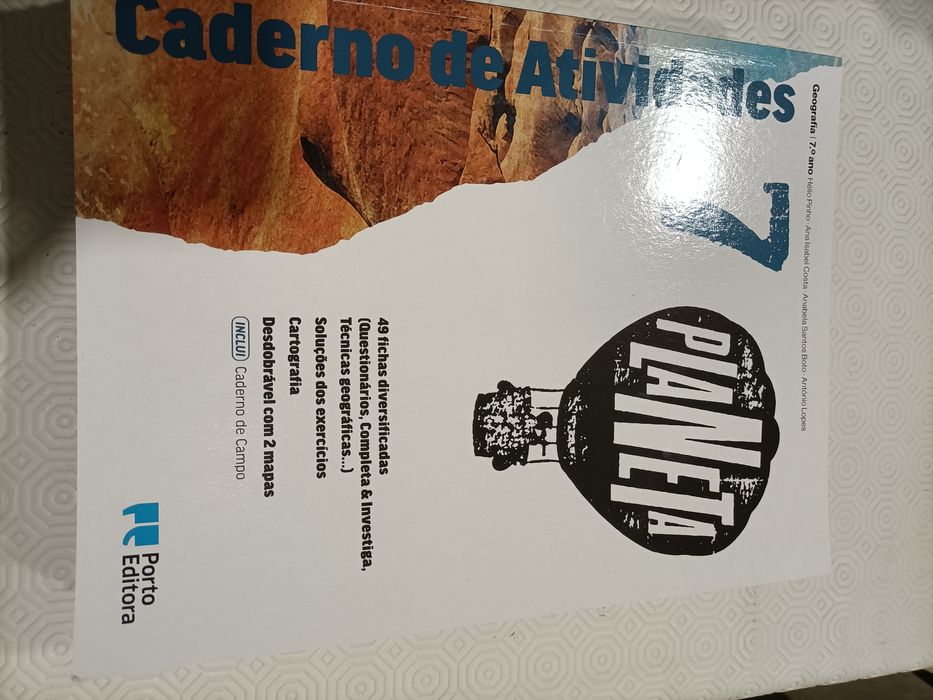 Geografia | 7.º ano Hélio Pinho · Ana Isabel Costa · Anabela Santos Boto · António Lopes
Caderno de Atividades
7
PLANETA
49 fichas diversificadas
(Questionários, Completa & Investiga,
Técnicas geográficas...)
Soluções dos exercícios
Cartografia
Desdobrável com 2 mapas
INCLUI Caderno de Campo
Porto
Editora